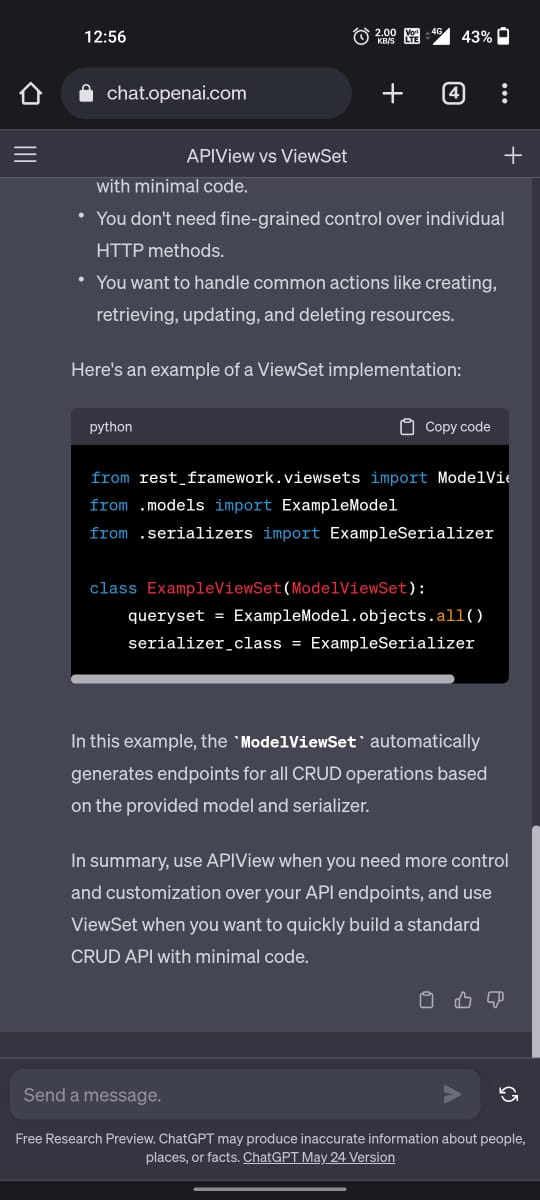 12:56
2.00 KB/S
Vo LTE
4G
43%
chat.openai.com
4
APIView vs ViewSet
with minimal code.
• You don't need fine-grained control over individual
HTTP methods.
• You want to handle common actions like creating,
retrieving, updating, and deleting resources.
Here's an example of a ViewSet implementation:
python
Copy code
from rest_framework.viewsets import ModelVie
from .models import ExampleModel
from .serializers import ExampleSerializer
class ExampleViewSet(ModelViewSet):
    queryset = ExampleModel.objects.all()
    serializer_class = ExampleSerializer
In this example, the `ModelViewSet` automatically
generates endpoints for all CRUD operations based
on the provided model and serializer.
In summary, use APIView when you need more control
and customization over your API endpoints, and use
ViewSet when you want to quickly build a standard
CRUD API with minimal code.
Send a message.
Free Research Preview. ChatGPT may produce inaccurate information about people,
places, or facts. ChatGPT May 24 Version